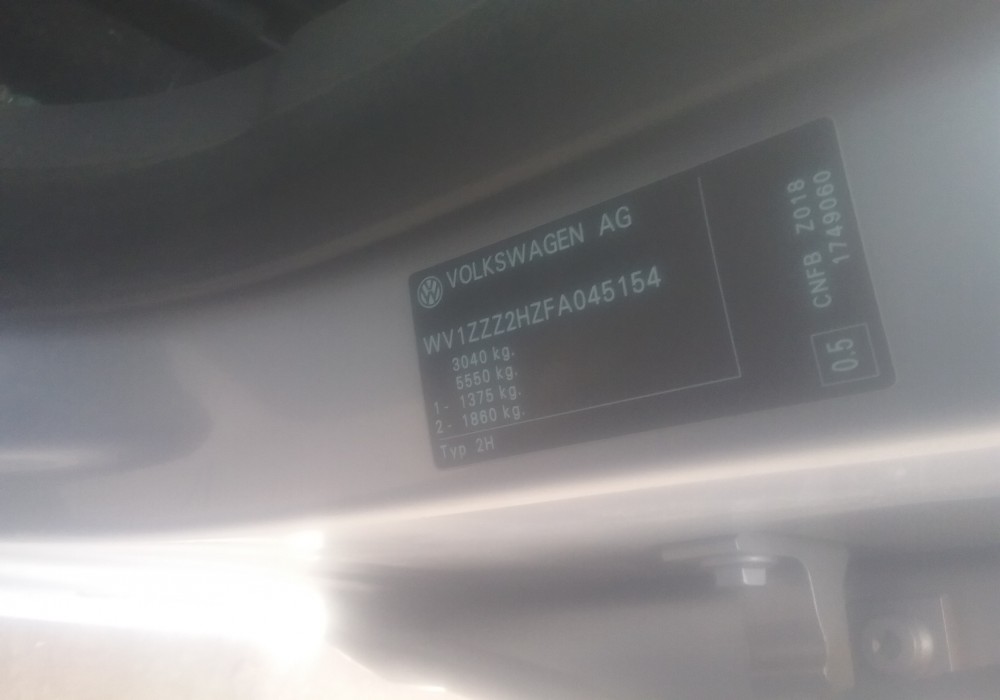 VOLKSWAGEN AG
WV1ZZZ2HZFA045154
3040 kg.
5550 kg.
1- 1375 kg.
2- 1860 kg.
Typ 2H
CNFB Z018
1749060
0.5